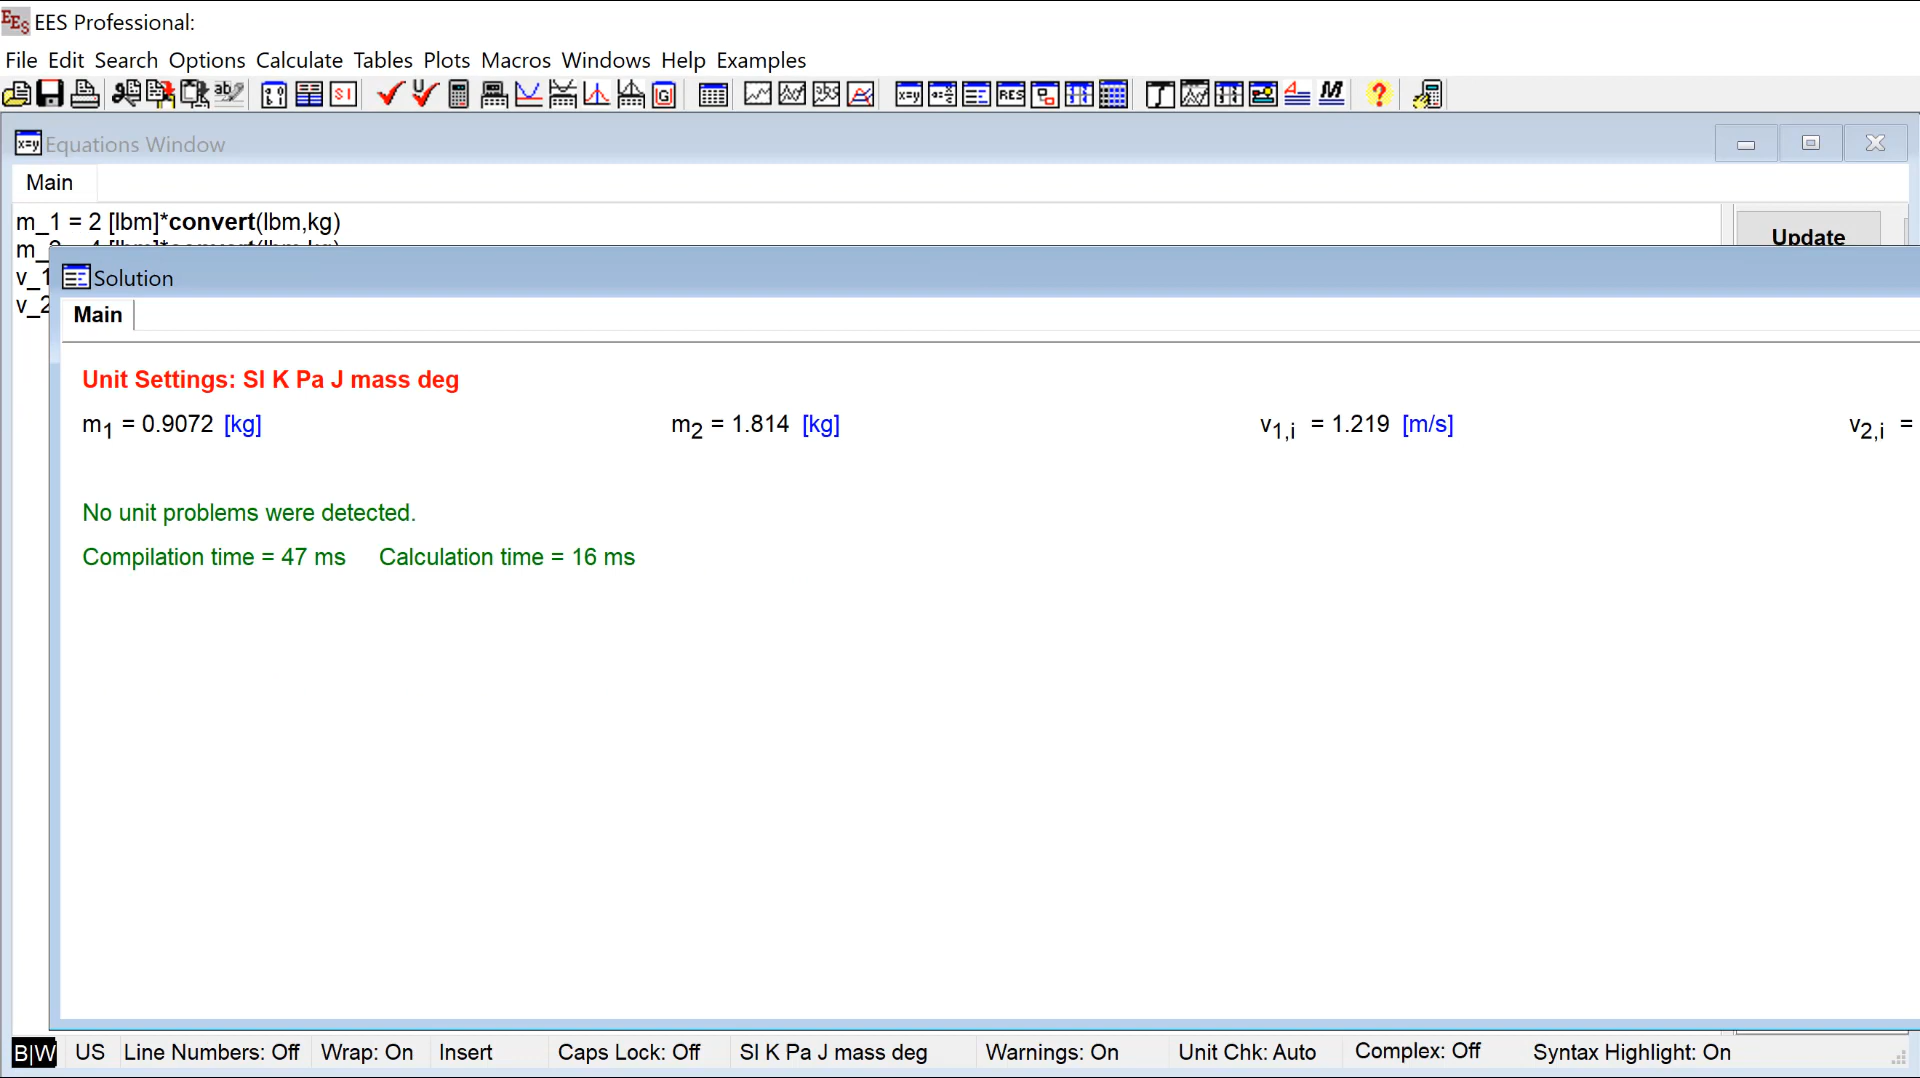 EES Professional:
File Edit Search Options Calculate Tables Plots Macros Windows Help Examples
Equations Window
Main
m_1 = 2 [lbm]*convert(lbm,kg)
Update
m_
v_1
v_2
Solution
Main
Unit Settings: SI K Pa J mass deg
m1 = 0.9072 [kg] m2 = 1.814 [kg] v1,i = 1.219 [m/s] v2,i =
No unit problems were detected.
Compilation time = 47 ms Calculation time = 16 ms
B|W US Line Numbers: Off Wrap: On Insert Caps Lock: Off SI K Pa J mass deg Warnings: On Unit Chk: Auto Complex: Off Syntax Highlight: On